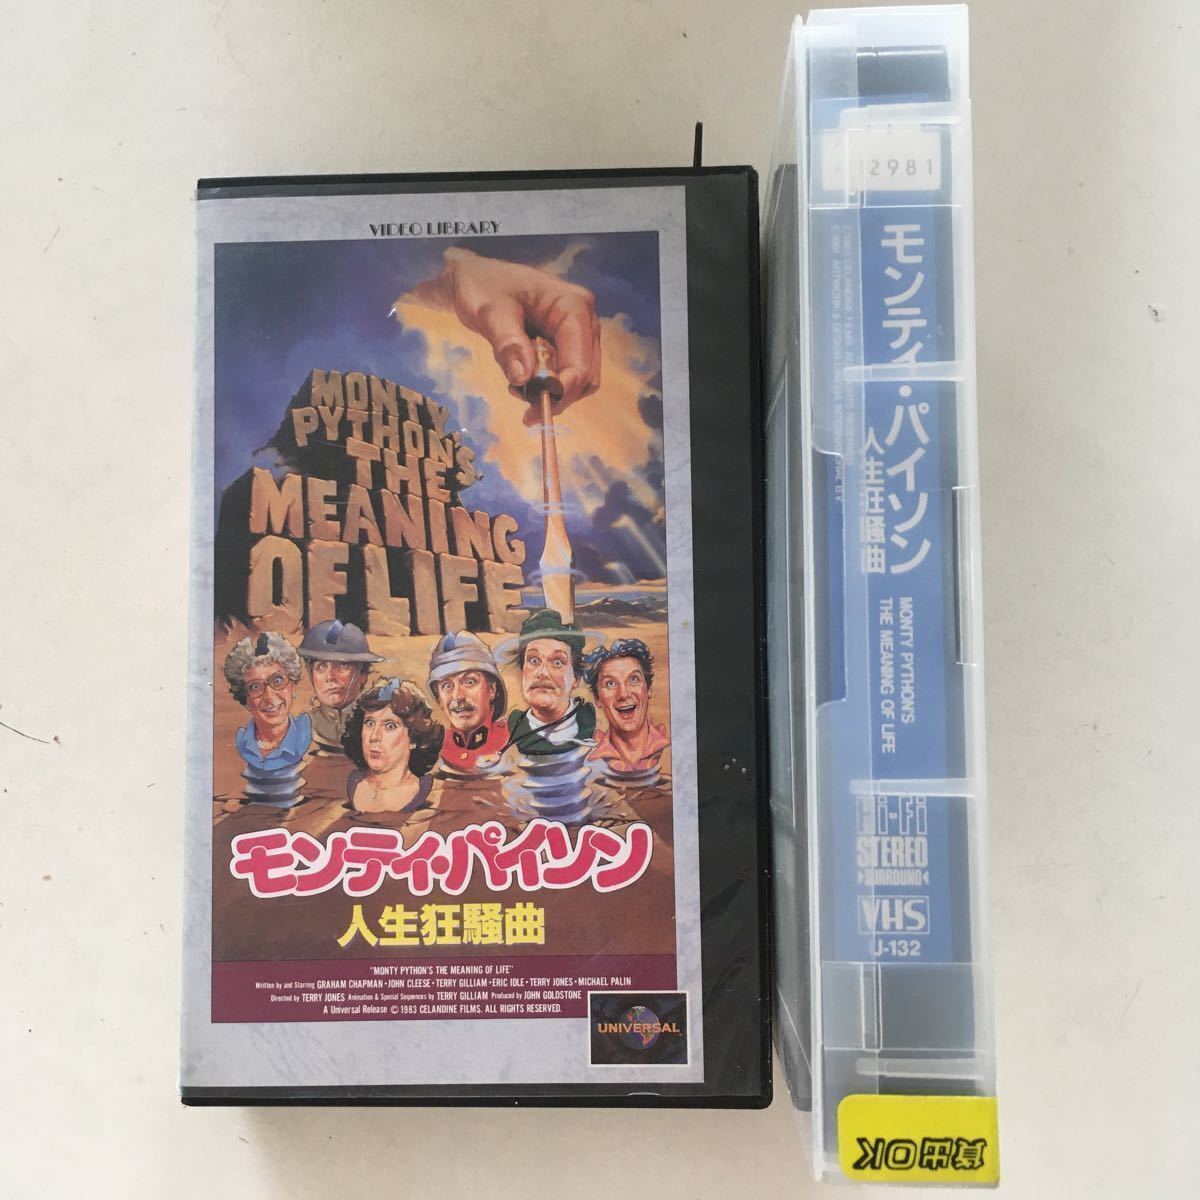 VIDEO LIBRARY
MONTY
PYTHON'S
THE
MEANING
OF LIFE
モンティ・パイソン
人生狂騒曲
"MONTY PYTHON'S THE MEANING OF LIFE"
Written by and Starring GRAHAM CHAPMAN・JOHN CLEESE・TERRY GILLIAM・ERIC IDLE・TERRY JONES・MICHAEL PALIN
Directed by TERRY JONES Animation & Special Sequences by TERRY GILLIAM Produced by JOHN GOLDSTONE
A Universal Release ©1983 CELANDINE FILMS. ALL RIGHTS RESERVED.
UNIVERSAL
2981
モンティ・パイソン
人生狂騒曲
MONTY PYTHON'S
THE MEANING OF LIFE
Hi-Fi
STEREO
SURROUND
VHS
U-132
貸出OK